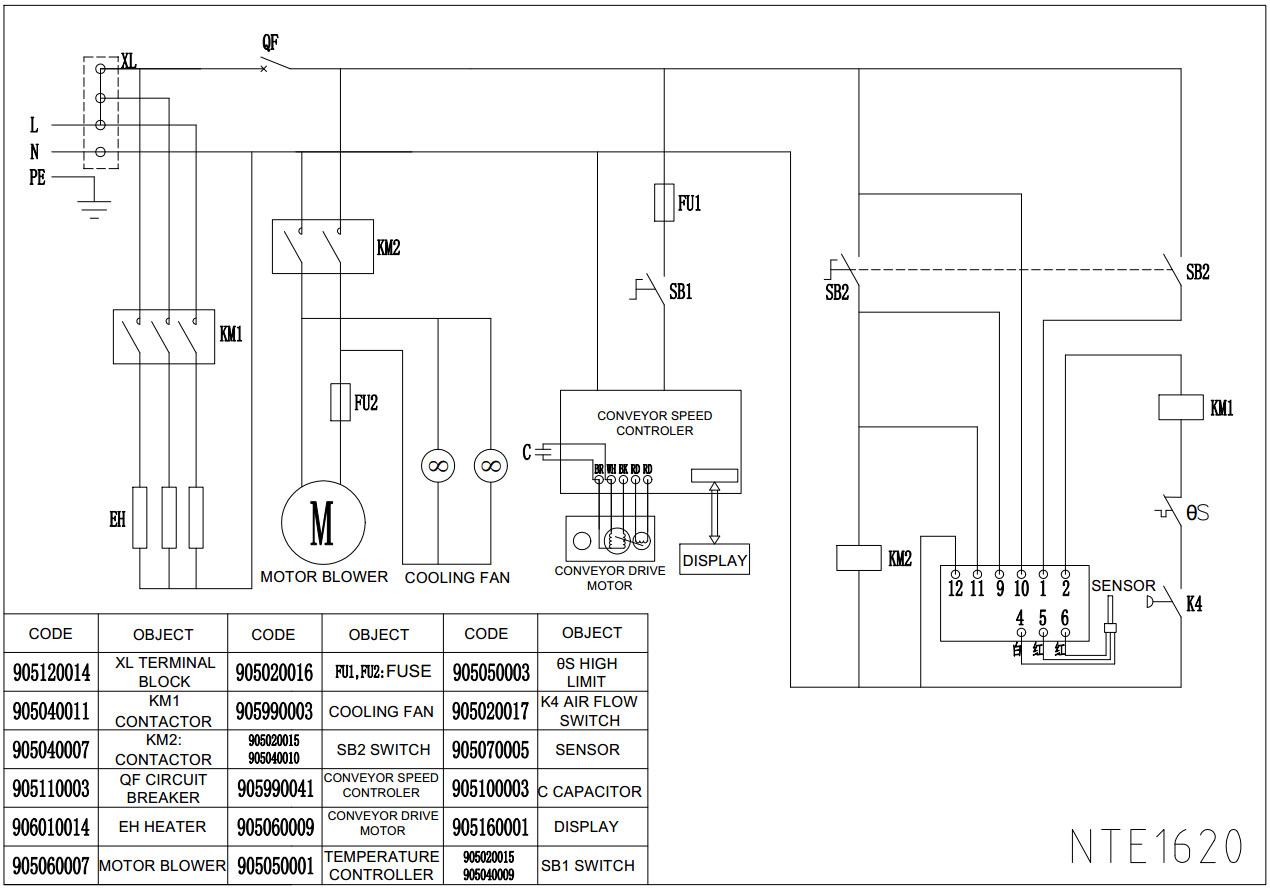 QF
XL
L
N
PE
FU1
KM2
SB1
SB2
SB2
KM1
FU2
CONVEYOR SPEED
CONTROLER
C
BR WH BK RD RD
KM1
θS
EH
M
MOTOR BLOWER
COOLING FAN
CONVEYOR DRIVE
MOTOR
DISPLAY
KM2
12 11 9 10 1 2
4 5 6
白 红 红
SENSOR
K4
CODE OBJECT CODE OBJECT CODE OBJECT
905120014 XL TERMINAL BLOCK 905020016 FU1,FU2:FUSE 905050003 θS HIGH LIMIT
905040011 KM1 CONTACTOR 905990003 COOLING FAN 905020017 K4 AIR FLOW SWITCH
905040007 KM2: CONTACTOR 905020015 905040010 SB2 SWITCH 905070005 SENSOR
905110003 QF CIRCUIT BREAKER 905990041 CONVEYOR SPEED CONTROLER 905100003 C CAPACITOR
906010014 EH HEATER 905060009 CONVEYOR DRIVE MOTOR 905160001 DISPLAY
905060007 MOTOR BLOWER 905050001 TEMPERATURE CONTROLLER 905020015 905040009 SB1 SWITCH
NTE1620